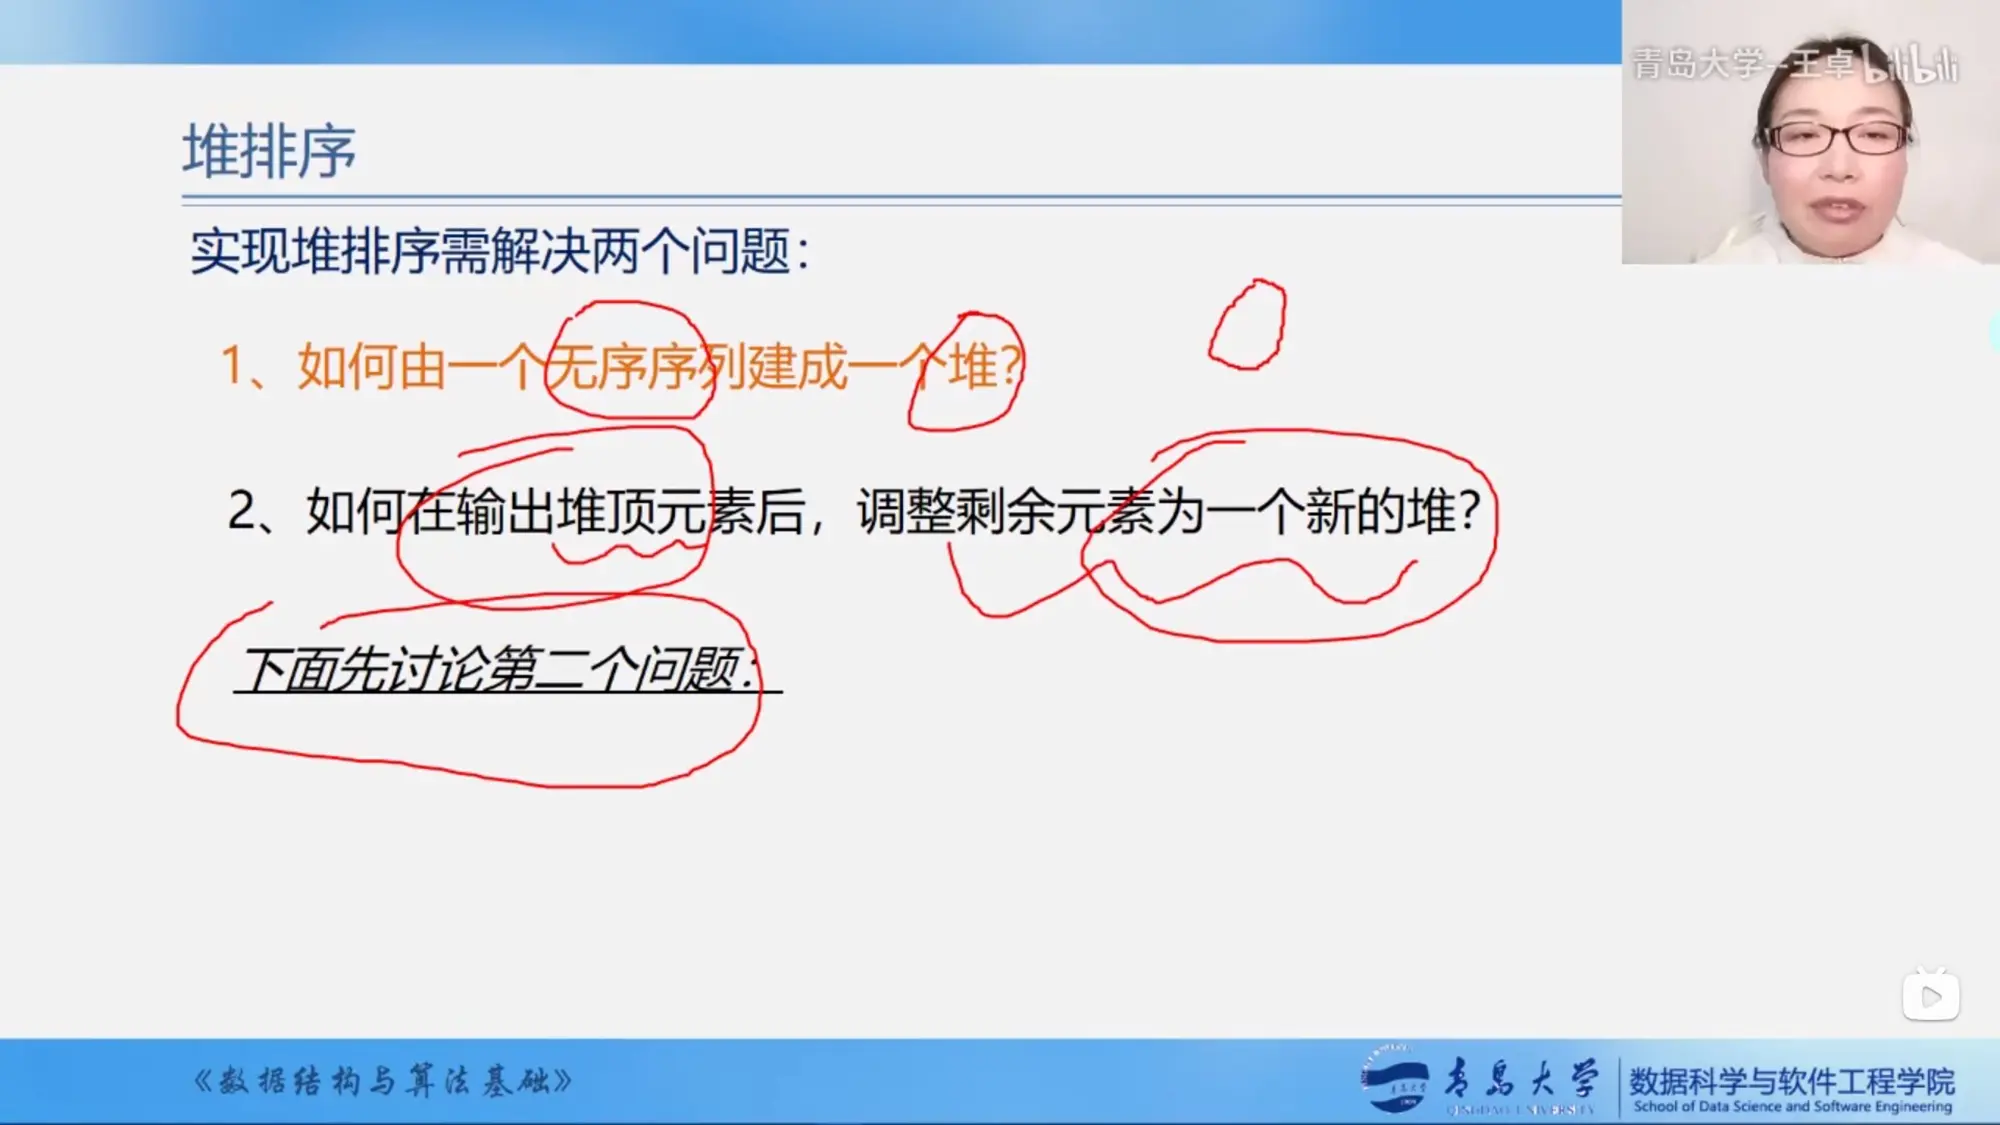 青岛大学--王卓 bilibili
堆排序
实现堆排序需解决两个问题：
1、如何由一个无序序列建成一个堆?
2、如何在输出堆顶元素后，调整剩余元素为一个新的堆?
下面先讨论第二个问题：
《数据结构与算法基础》
青岛大学
QINGDAO UNIVERSITY
数据科学与软件工程学院
School of Data Science and Software Engineering